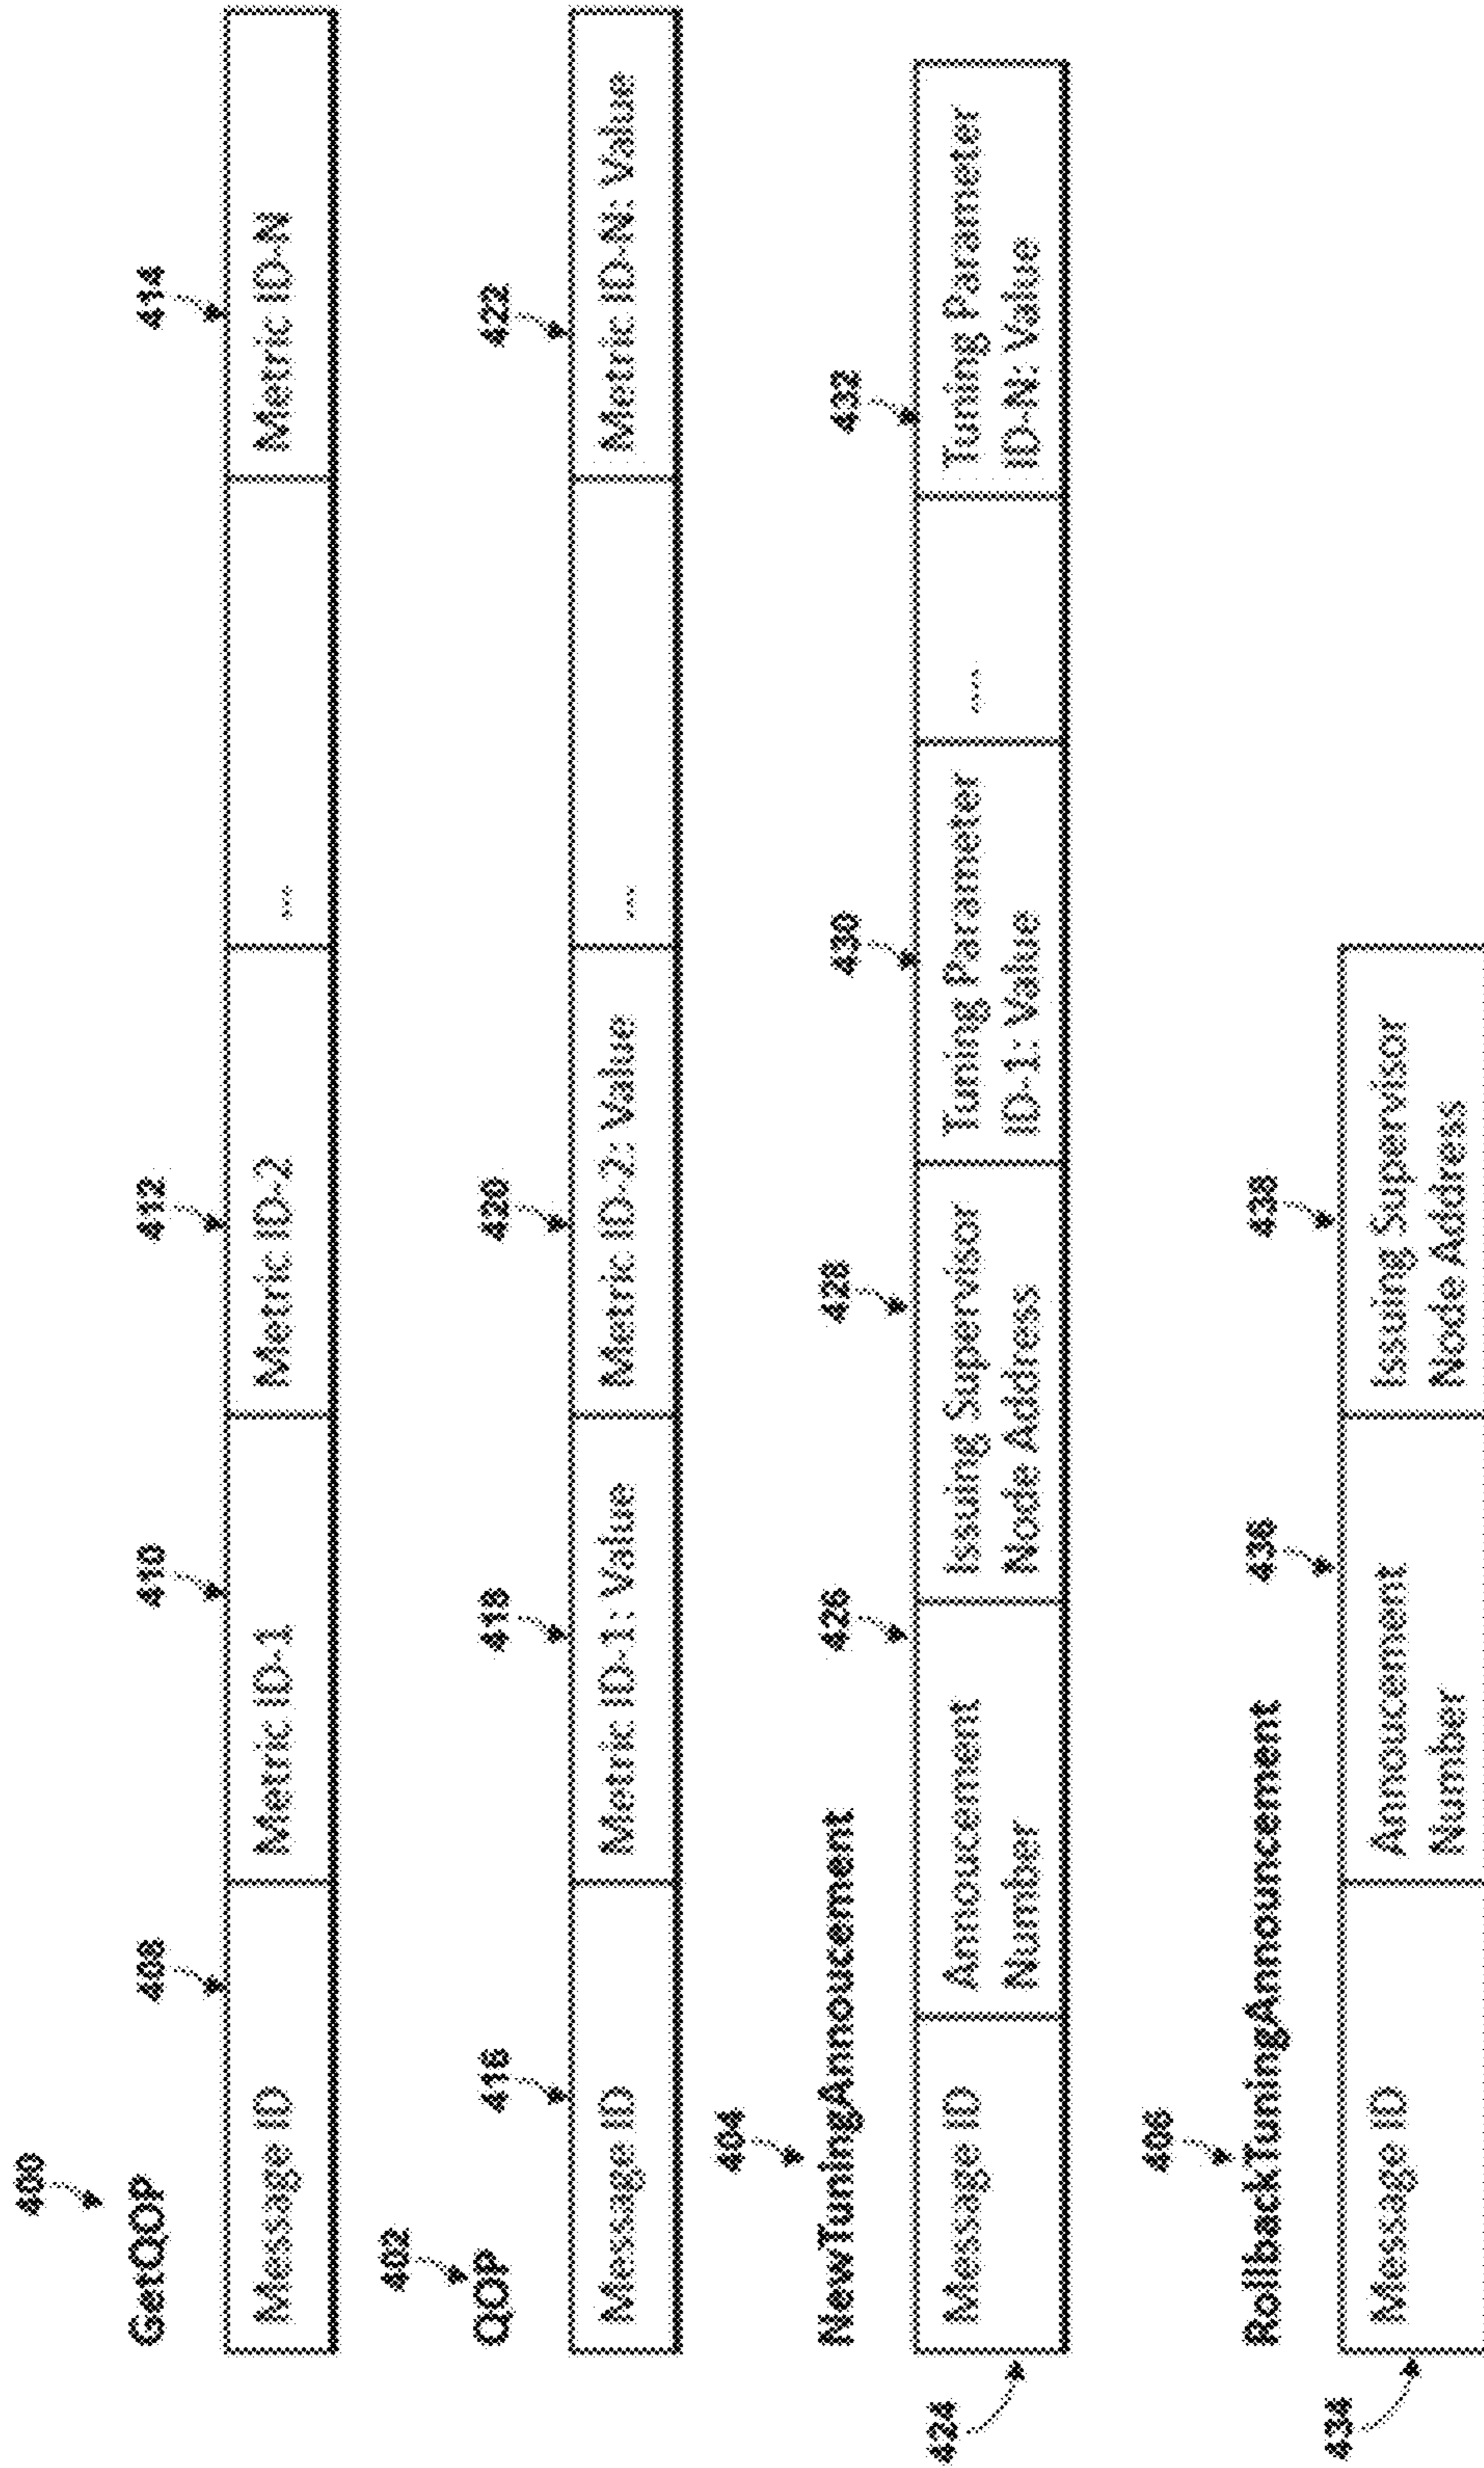 400
GetQOP
408
410
412
414
Message ID
Metric ID-1
Metric ID-2
...
Metric ID-N
402
QOP
416
418
420
422
Message ID
Metric ID-1: Value
Metric ID-2: Value
...
Metric ID-N: Value
404
NewTuningAnnoucement
426
428
430
432
424
Message ID
Annoucement
Number
Issuing Supervisor
Node Address
Tuning Parameter
ID-1: Value
....
Tuning Parameter
ID-N: Value
406
RollbackTuningAnnouncement
436
438
434
Message ID
Annoucement
Number
Issuing Supervisor
Node Address